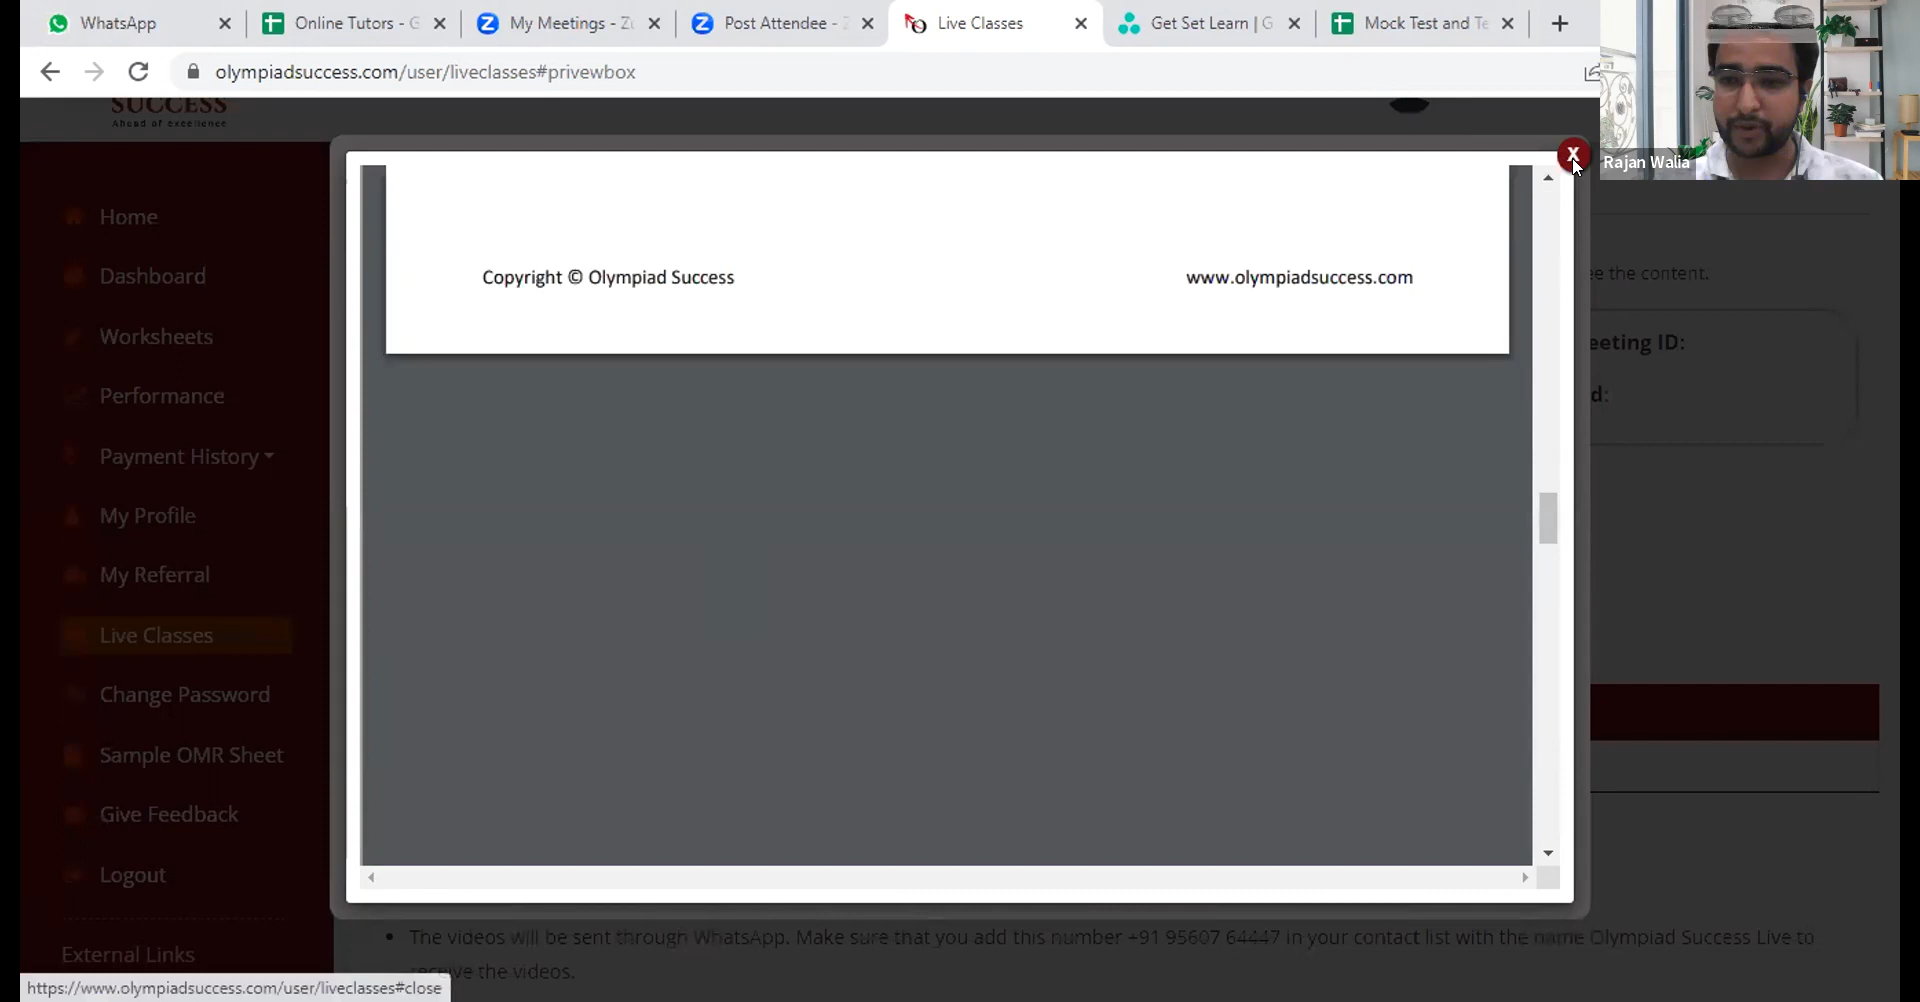 WhatsApp
Online Tutors - G
My Meetings - Zo
Post Attendee - Z
Live Classes
Get Set Learn | G
Mock Test and Te
olympiadsuccess.com/user/liveclasses#privewbox
Rajan Walia
SUCCESS
Ahead of excellence
X
Home
Dashboard
Worksheets
Performance
Payment History
My Profile
My Referral
Live Classes
Change Password
Sample OMR Sheet
Give Feedback
Logout
External Links
Copyright © Olympiad Success
www.olympiadsuccess.com
ee the content.
eeting ID:
d:
• The videos will be sent through WhatsApp. Make sure that you add this number +91 95607 64447 in your contact list with the name Olympiad Success Live to
receive the videos.
https://www.olympiadsuccess.com/user/liveclasses#close